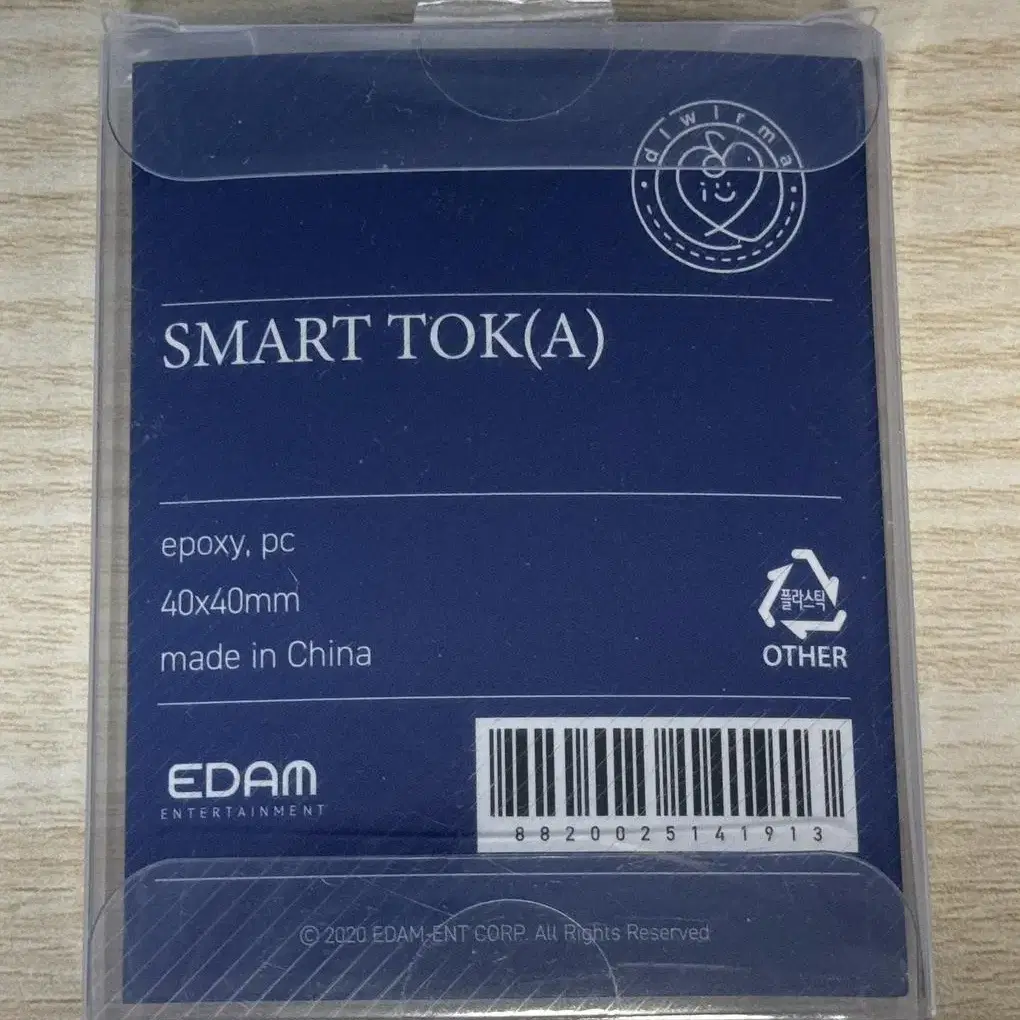 dlwlrma
i
SMART TOK(A)
epoxy, pc
40x40mm
made in China
플라스틱
OTHER
EDAM
ENTERTAINMENT
8820025141913
© 2020 EDAM-ENT CORP. All Rights Reserved